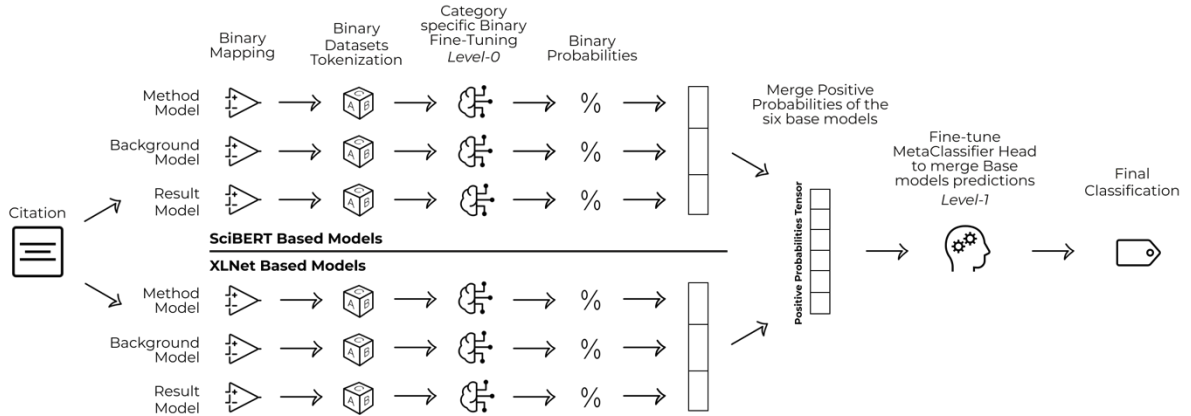 Binary
Mapping
Binary
Datasets
Tokenization
Category
specific Binary
Fine-Tuning
Level-0
Binary
Probabilities
Method
Model
Background
Model
Result
Model
Citation
SciBERT Based Models
XLNet Based Models
Method
Model
Background
Model
Result
Model
Merge Positive
Probabilities of the
six base models
Positive Probabilities Tensor
Fine-tune
MetaClassifier Head
to merge Base
models predictions
Level-1
Final
Classification